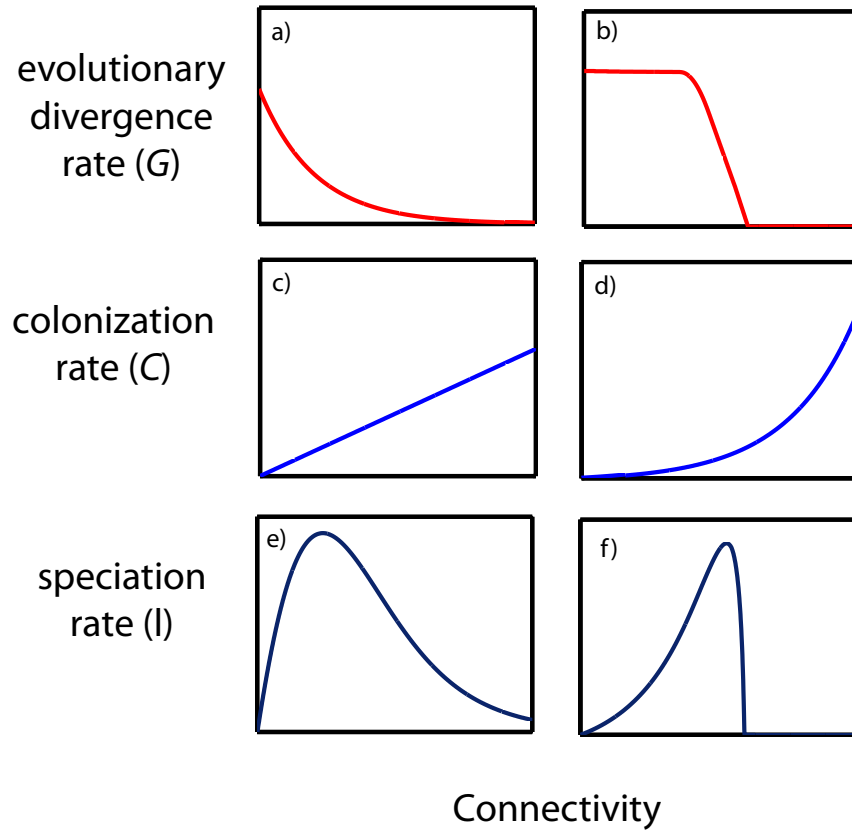 a)
b)
evolutionary
divergence
rate (G)
c)
d)
colonization
rate (C)
e)
f)
speciation
rate (l)
Connectivity